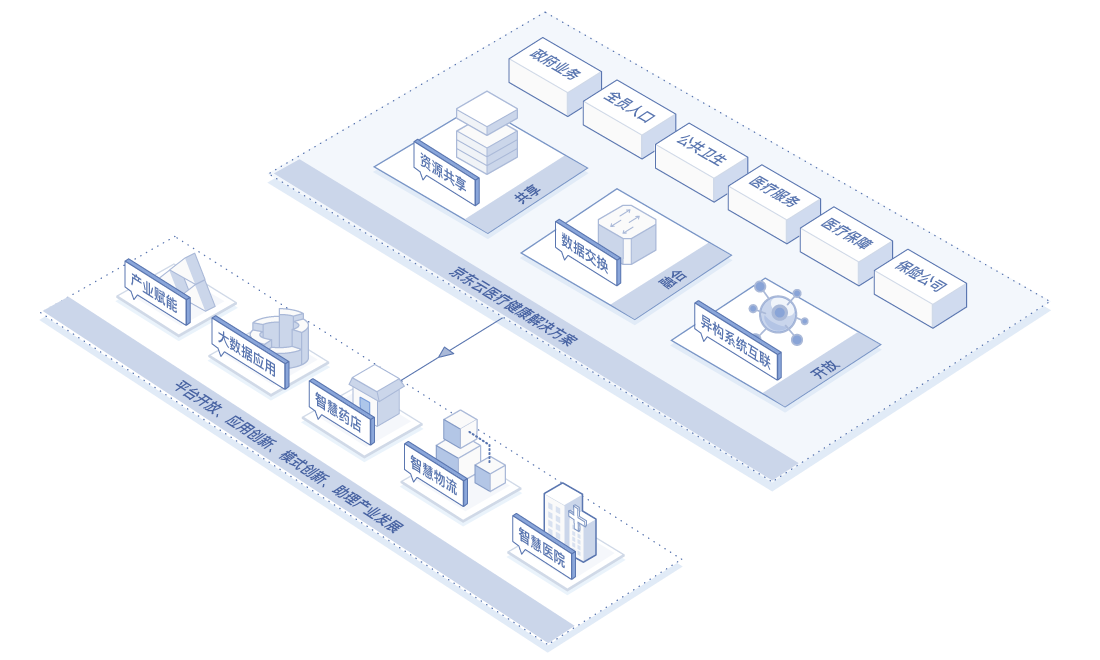 政府业务
全员人口
公共卫生
医疗服务
医疗保障
保险公司
资源共享
共享
数据交换
融合
异构系统互联
开放
京东云医疗健康解决方案
产业赋能
大数据应用
智慧药店
智慧物流
智慧医院
平台开放、应用创新、模式创新、助理产业发展